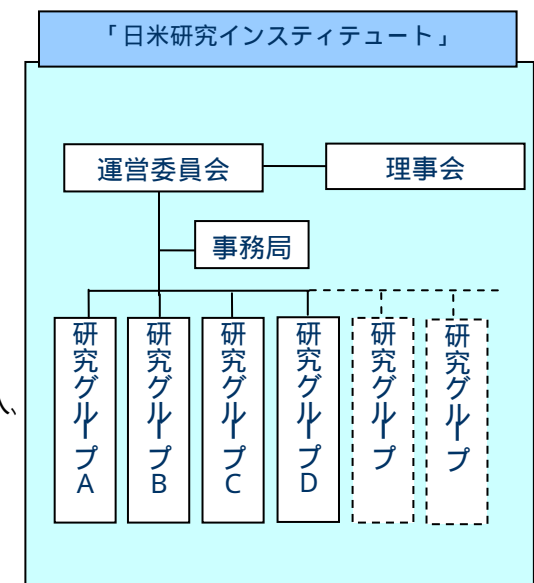 「日米研究インスティテュート」
運営委員会
理事会
事務局
研究グループA
研究グループB
研究グループC
研究グループD
研究グループ
研究グループ
人、